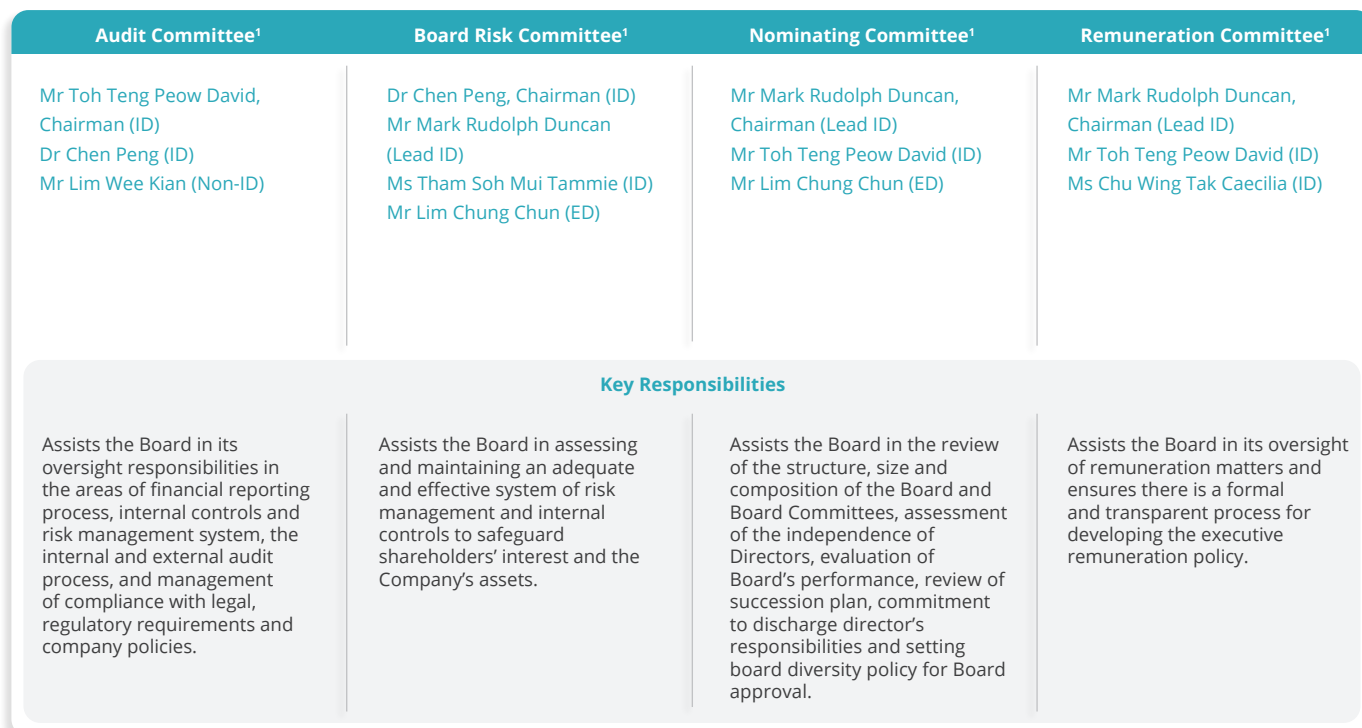 Audit Committee¹
Board Risk Committee¹
Nominating Committee¹
Remuneration Committee¹
Mr Toh Teng Peow David,
Chairman (ID)
Dr Chen Peng (ID)
Mr Lim Wee Kian (Non-ID)
Dr Chen Peng, Chairman (ID)
Mr Mark Rudolph Duncan
(Lead ID)
Ms Tham Soh Mui Tammie (ID)
Mr Lim Chung Chun (ED)
Mr Mark Rudolph Duncan,
Chairman (Lead ID)
Mr Toh Teng Peow David (ID)
Mr Lim Chung Chun (ED)
Mr Mark Rudolph Duncan,
Chairman (Lead ID)
Mr Toh Teng Peow David (ID)
Ms Chu Wing Tak Caecilia (ID)
Key Responsibilities
Assists the Board in its
oversight responsibilities in
the areas of financial reporting
process, internal controls and
risk management system, the
internal and external audit
process, and management
of compliance with legal,
regulatory requirements and
company policies.
Assists the Board in assessing
and maintaining an adequate
and effective system of risk
management and internal
controls to safeguard
shareholders’ interest and the
Company’s assets.
Assists the Board in the review
of the structure, size and
composition of the Board and
Board Committees, assessment
of the independence of
Directors, evaluation of
Board’s performance, review of
succession plan, commitment
to discharge director’s
responsibilities and setting
board diversity policy for Board
approval.
Assists the Board in its oversight
of remuneration matters and
ensures there is a formal
and transparent process for
developing the executive
remuneration policy.